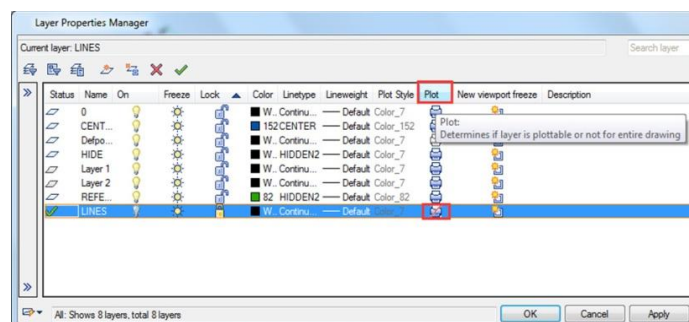 Layer Properties Manager
Current layer: LINES
Search layer
Status Name On Freeze Lock Color Linetype Lineweight Plot Style Plot New viewport freeze Description
0 W... Continu... Default Color_7
CENT... 152 CENTER Default Color_152
Defpo... W... Continu... Default Color_7
HIDE W... HIDDEN2 Default Color_7
Layer 1 W... Continu... Default Color_7
Layer 2 W... Continu... Default Color_7
REFE... 82 HIDDEN2 Default Color_82
LINES W... Continu... Default Color_7
Plot:
Determines if layer is plottable or not for entire drawing
All: Shows 8 layers, total 8 layers
OK Cancel Apply